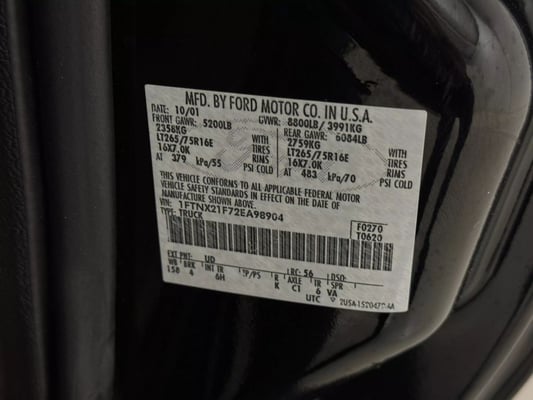 MFD. BY FORD MOTOR CO. IN U.S.A.
DATE: 10/01 GVWR: 8800LB/ 3991KG
FRONT GAWR: 5200LB REAR GAWR: 6084LB
2358KG WITH 2759KG WITH
LT265/75R16E TIRES LT265/75R16E TIRES
16X7.0K RIMS 16X7.0K RIMS
AT 379 kPa/55 PSI COLD AT 483 kPa/70 PSI COLD
THIS VEHICLE CONFORMS TO ALL APPLICABLE FEDERAL MOTOR
VEHICLE SAFETY STANDARDS IN EFFECT ON THE DATE OF
MANUFACTURE SHOWN ABOVE.
VIN: 1FTNX21F72EA98904 F0270
TYPE: TRUCK T0620
EXT PNT: UD RC: 56 DSO:
WB BRK INT TR TP/PS R AXLE TR SPR
158 4 6H K C1 6 VA
UTC